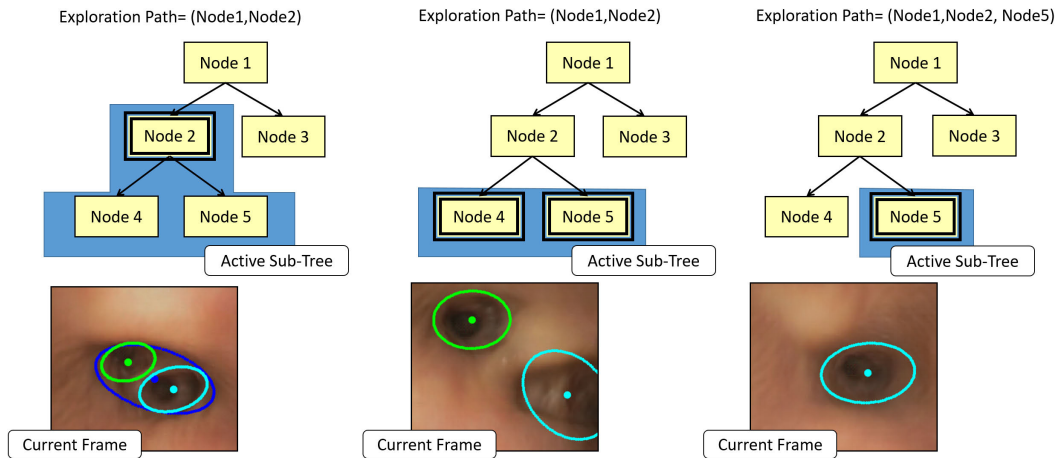 Exploration Path= (Node1,Node2)
Node 1
Node 2
Node 3
Node 4
Node 5
Active Sub-Tree
Current Frame
Exploration Path= (Node1,Node2)
Node 1
Node 2
Node 3
Node 4
Node 5
Active Sub-Tree
Current Frame
Exploration Path= (Node1,Node2, Node5)
Node 1
Node 2
Node 3
Node 4
Node 5
Active Sub-Tree
Current Frame